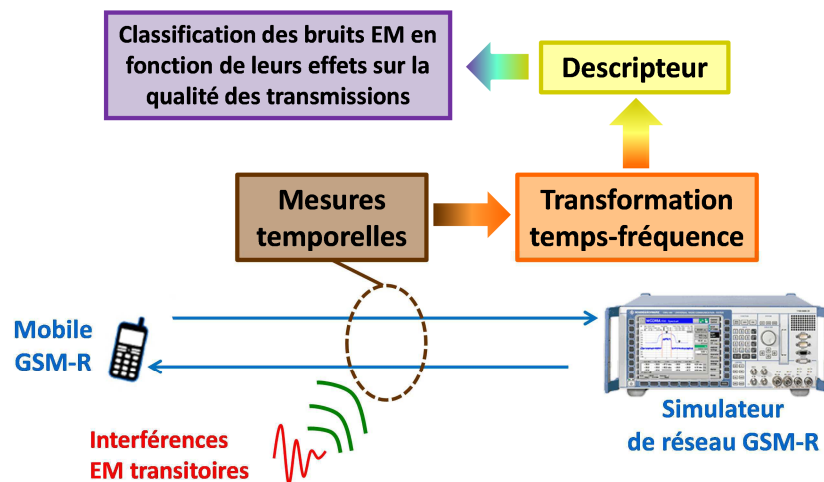 Classification des bruits EM en
fonction de leurs effets sur la
qualité des transmissions
Descripteur
Mesures
temporelles
Transformation
temps-fréquence
Mobile
GSM-R
Simulateur
de réseau GSM-R
Interférences
EM transitoires